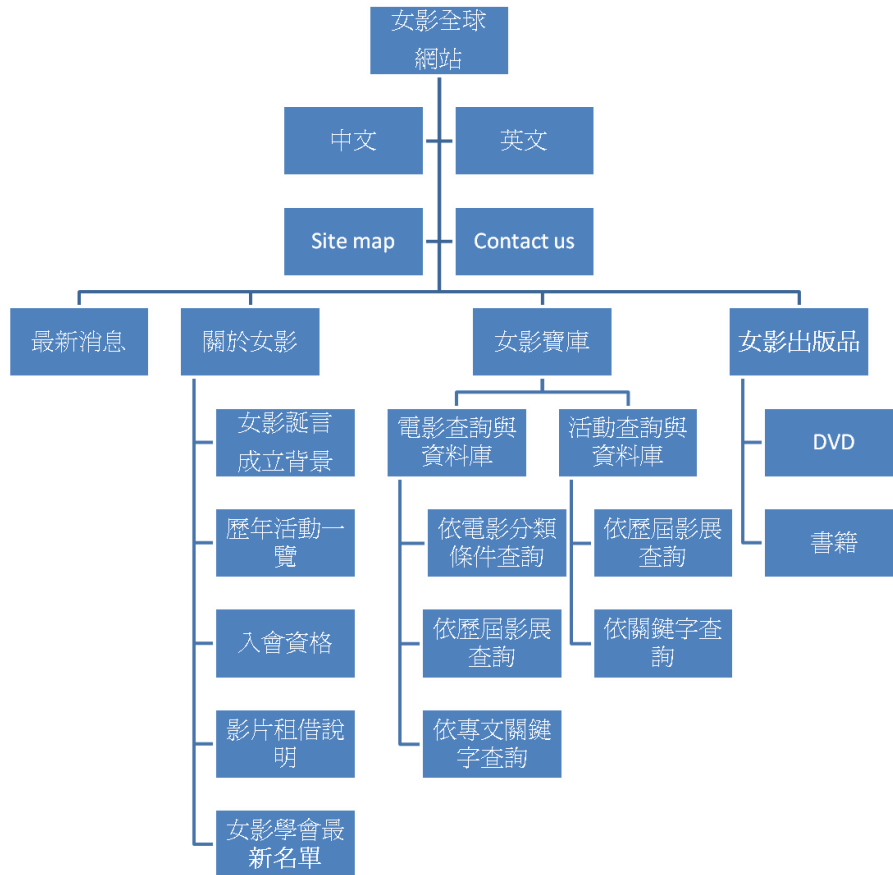 女影全球
網站
中文
英文
Site map
Contact us
最新消息
關於女影
女影寶庫
女影出版品
女影誕言
成立背景
歷年活動一
覽
入會資格
影片租借說
明
女影學會最
新名單
電影查詢與
資料庫
依電影分類
條件查詢
依歷屆影展
查詢
依專文關鍵
字查詢
活動查詢與
資料庫
依歷屆影展
查詢
依關鍵字查
詢
DVD
書籍